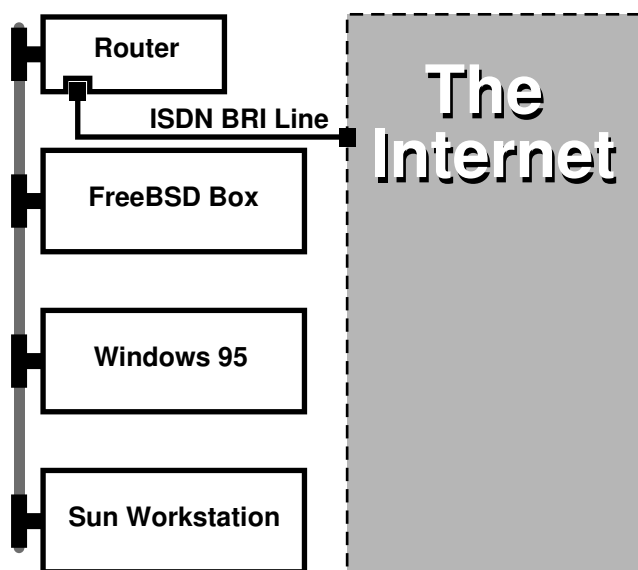 Router
The
Internet
ISDN BRI Line
FreeBSD Box
Windows 95
Sun Workstation